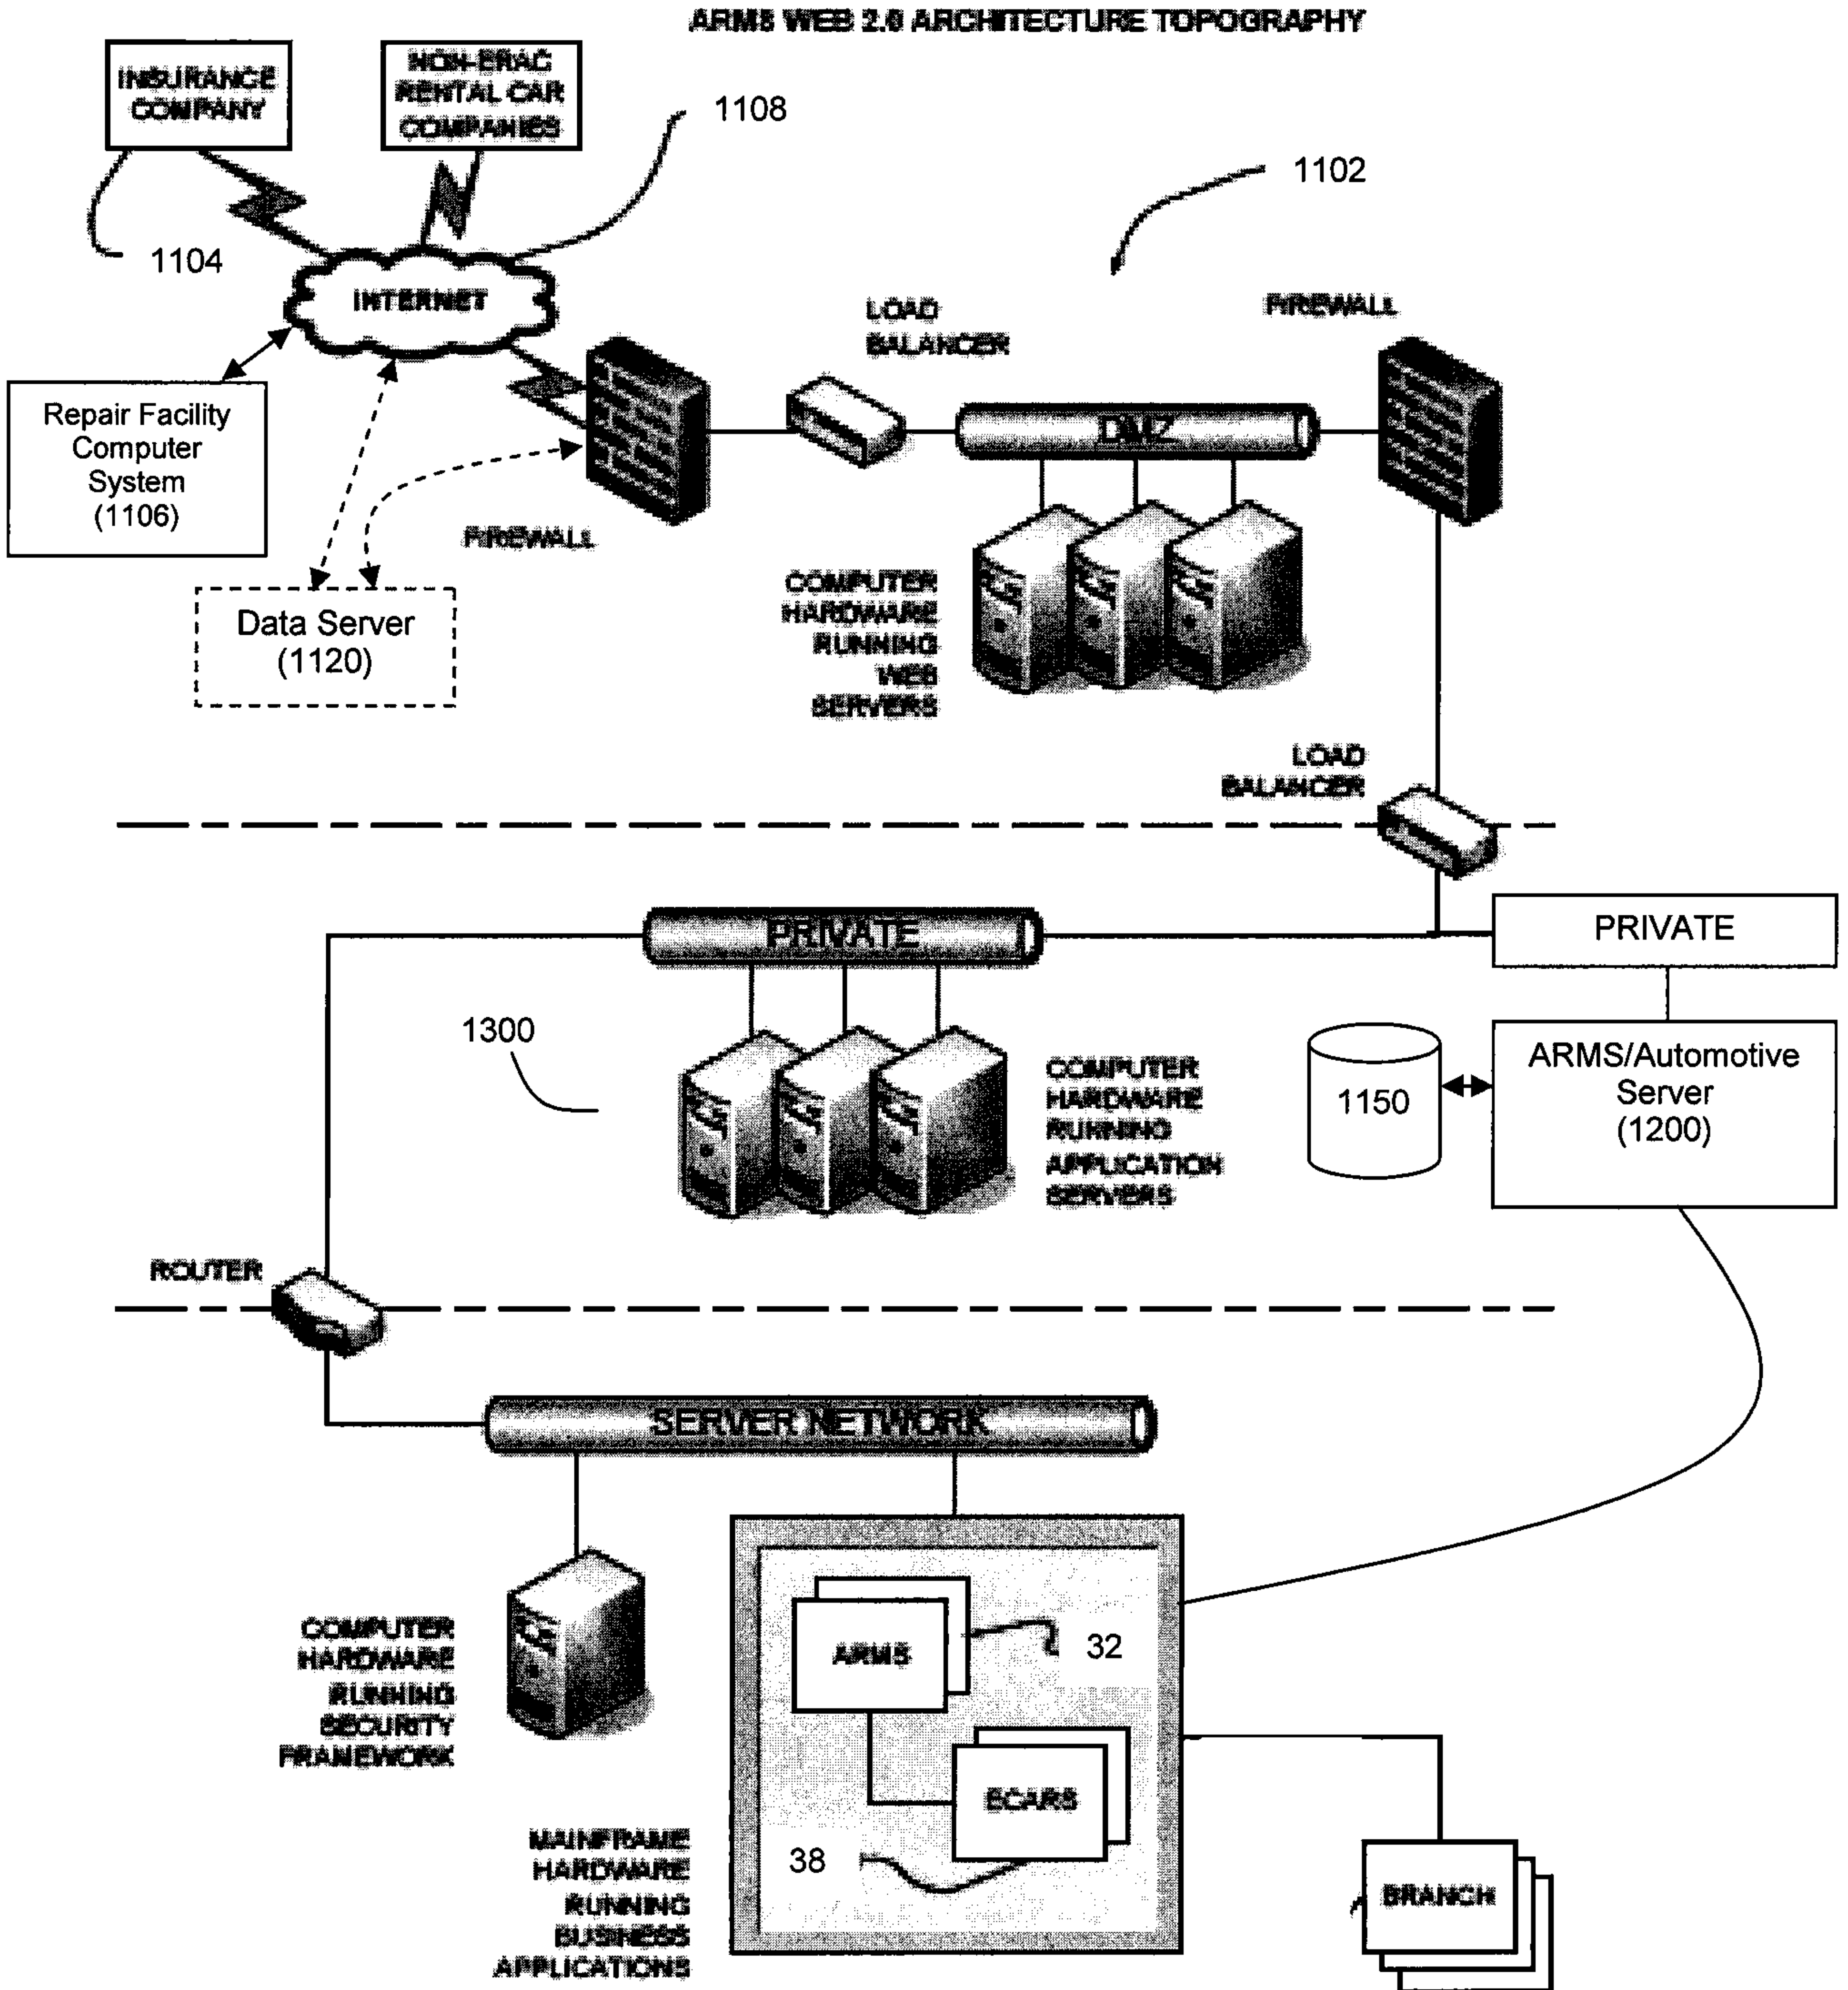 ARMS WEB 2.0 ARCHITECTURE TOPOGRAPHY
INSURANCE
COMPANY
NON-ERAC
RENTAL CAR
COMPANIES
1108
1102
1104
INTERNET
LOAD
BALANCER
FIREWALL
Repair Facility
Computer
System
(1106)
DMZ
FIREWALL
Data Server
(1120)
COMPUTER
HARDWARE
RUNNING
WEB
SERVERS
LOAD
BALANCER
PRIVATE
PRIVATE
1300
COMPUTER
HARDWARE
RUNNING
APPLICATION
SERVERS
1150
ARMS/Automotive
Server
(1200)
ROUTER
SERVER NETWORK
COMPUTER
HARDWARE
RUNNING
SECURITY
FRAMEWORK
ARMS
32
ECARS
38
MAINFRAME
HARDWARE
RUNNING
BUSINESS
APPLICATIONS
BRANCH